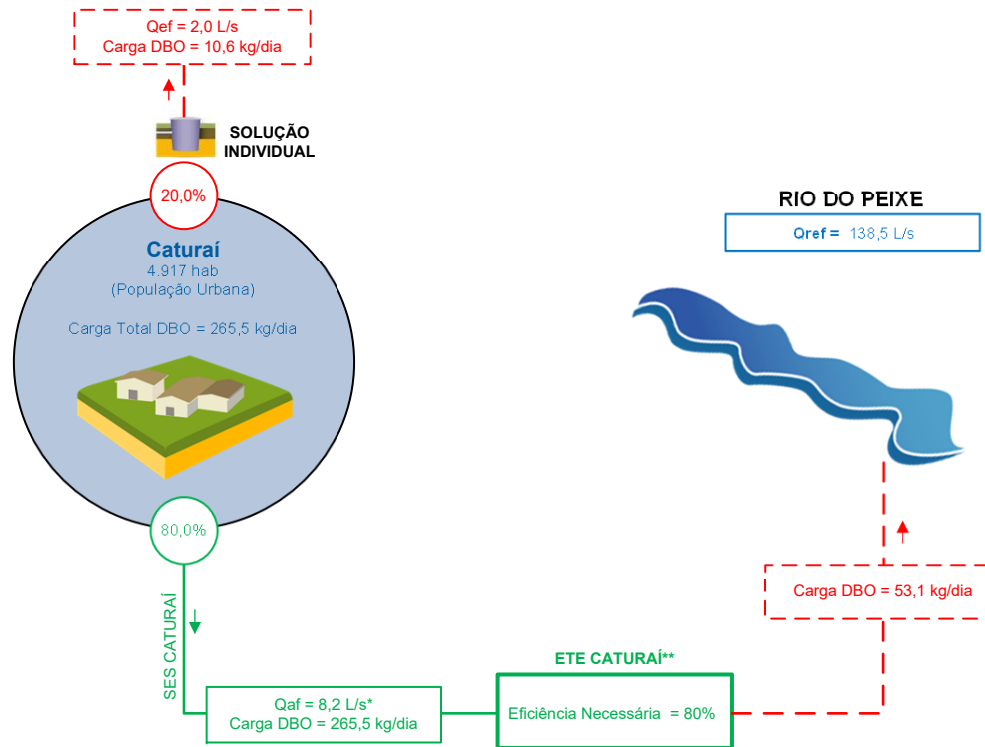 Qef = 2,0 L/s
Carga DBO = 10,6 kg/dia
SOLUÇÃO
INDIVIDUAL
20,0%
Caturaí
4.917 hab
(População Urbana)
Carga Total DBO = 265,5 kg/dia
80,0%
SES CATURAÍ
Qaf = 8,2 L/s*
Carga DBO = 265,5 kg/dia
ETE CATURAÍ**
Eficiência Necessária = 80%
Carga DBO = 53,1 kg/dia
RIO DO PEIXE
Qref = 138,5 L/s